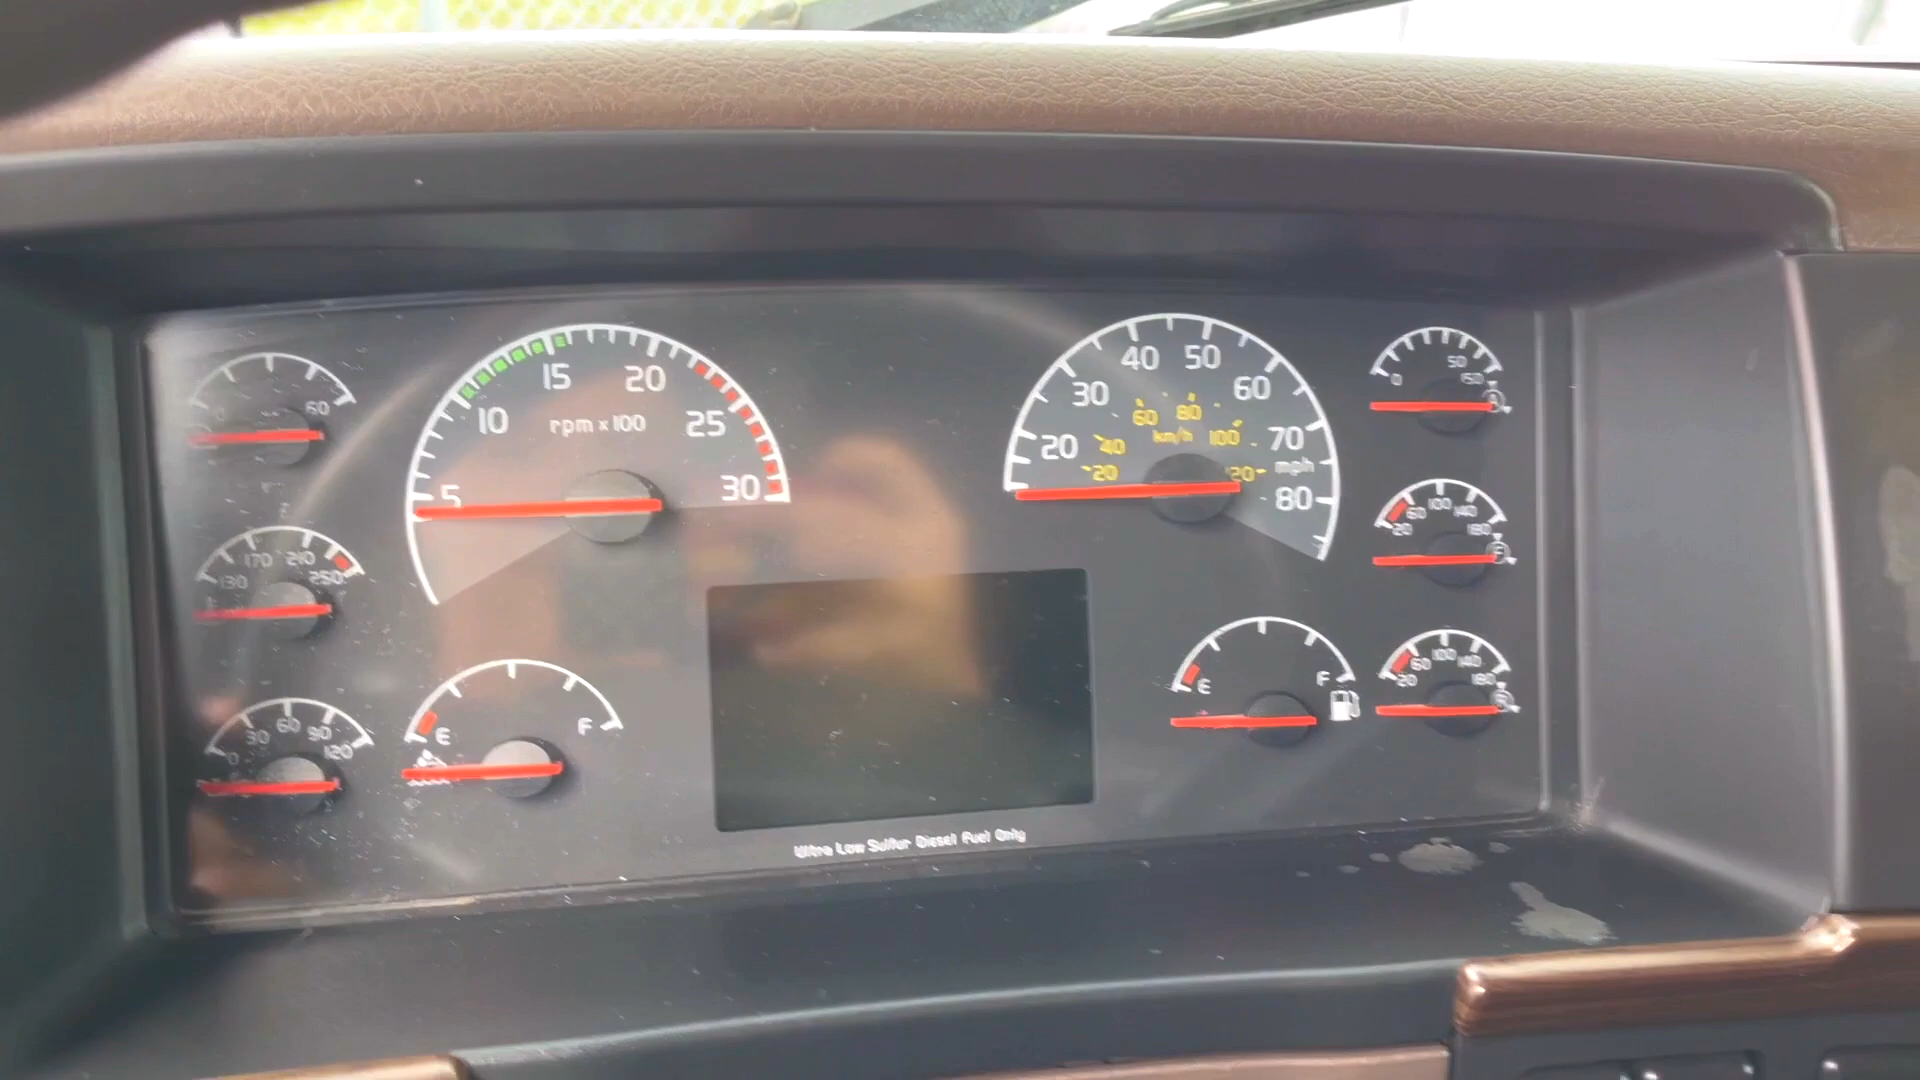 0 60
5 10 15 20 25 30
rpm x 100
20 30 40 50 60 70 80
mph
20 40 60 80 100 120
km/h
0 50 150
A
130 170 210 250
20 60 100 140 180
F
0 30 60 90 120
E F
E F
20 60 100 140 180
R
Ultra Low Sulfur Diesel Fuel Only